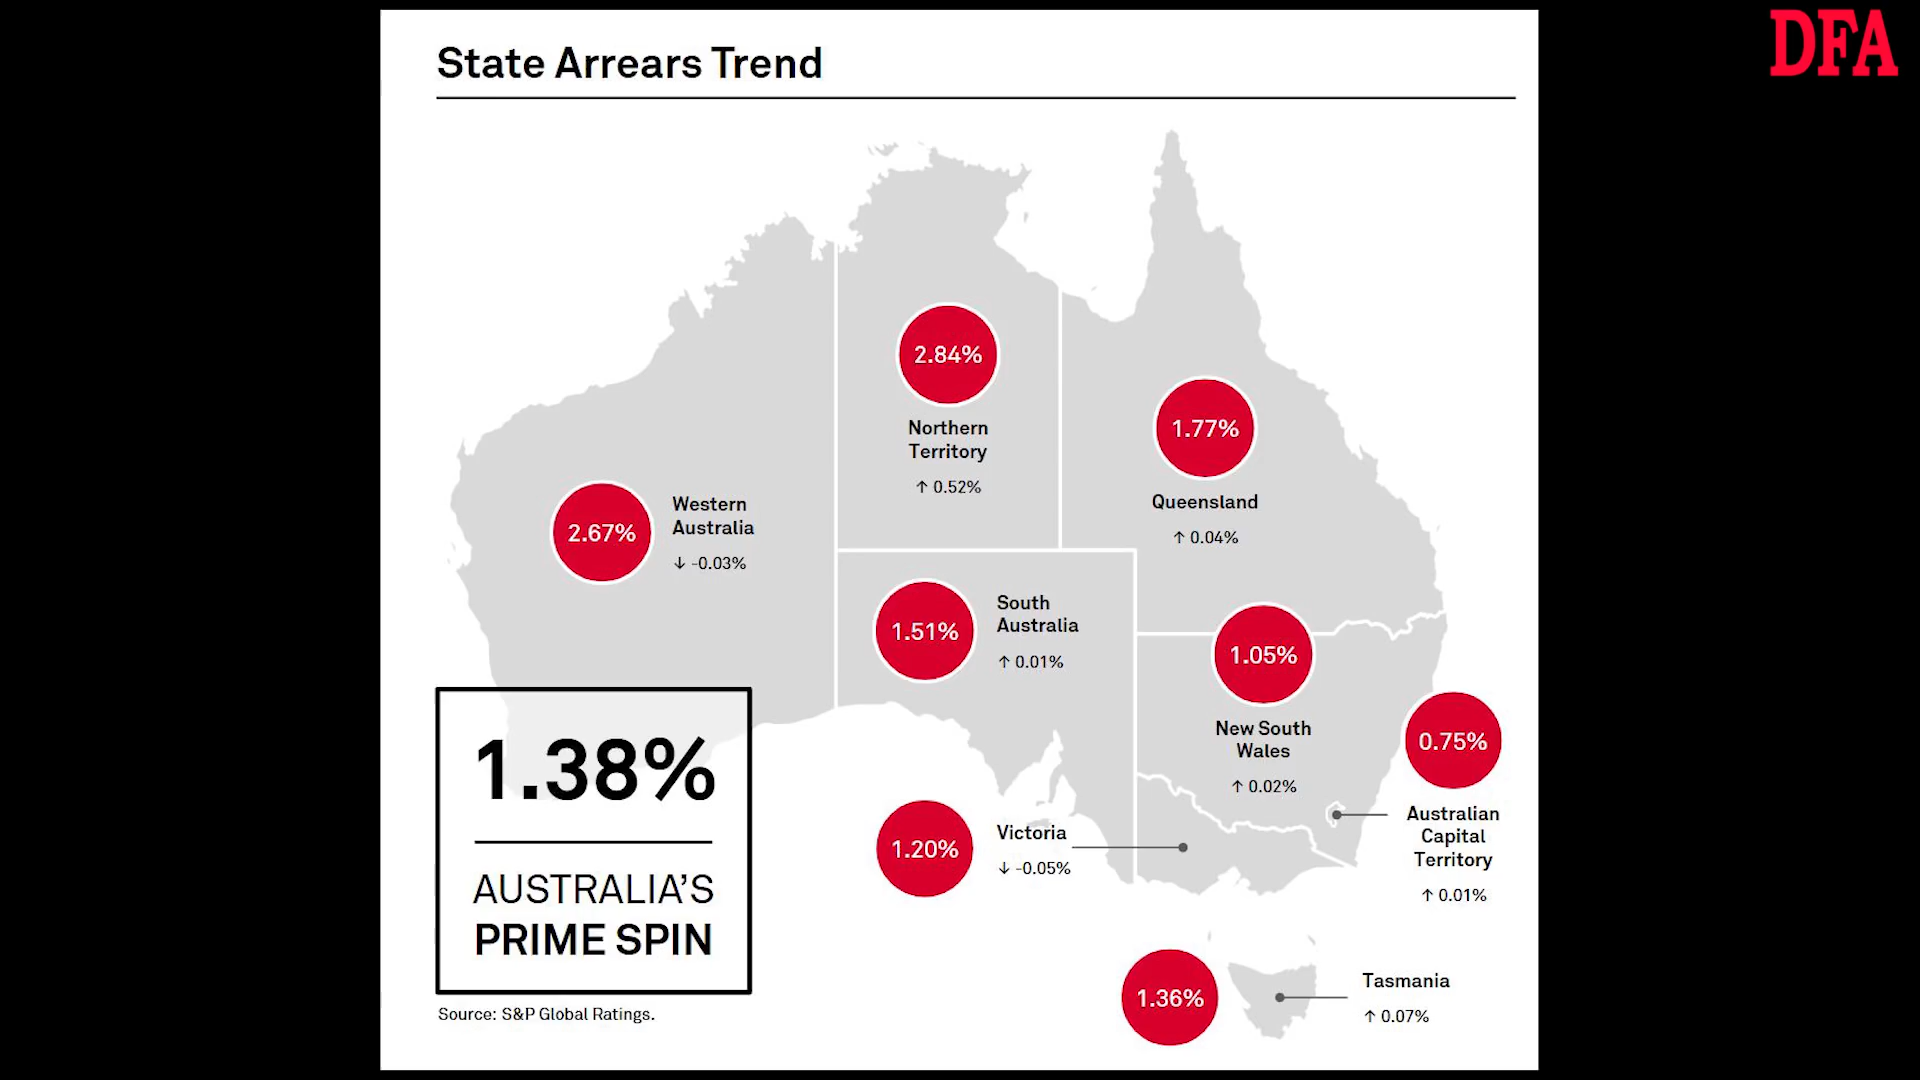 DFA
State Arrears Trend
2.84%
Northern
Territory
↑ 0.52%
1.77%
Queensland
↑ 0.04%
2.67%
Western
Australia
↓ -0.03%
1.51%
South
Australia
↑ 0.01%
1.05%
New South
Wales
↑ 0.02%
0.75%
Australian
Capital
Territory
↑ 0.01%
1.20%
Victoria
↓ -0.05%
1.36%
Tasmania
↑ 0.07%
1.38%
AUSTRALIA'S
PRIME SPIN
Source: S&P Global Ratings.